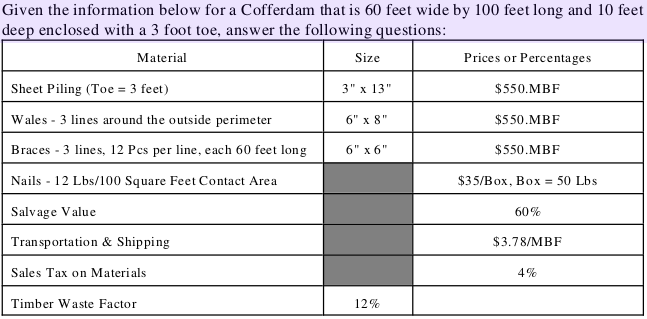 Given the information below for a Cofferdam that is 60 feet wide by 100 feet long and 10 feet
deep enclosed with a 3 foot toe, answer the following questions:
Material Size Prices or Percentages
Sheet Piling (Toe = 3 feet) 3" x 13" $550.MBF
Wales - 3 lines around the outside perimeter 6" x 8" $550.MBF
Braces - 3 lines, 12 Pcs per line, each 60 feet long 6" x 6" $550.MBF
Nails - 12 Lbs/100 Square Feet Contact Area $35/Box, Box = 50 Lbs
Salvage Value 60%
Transportation & Shipping $3.78/MBF
Sales Tax on Materials 4%
Timber Waste Factor 12%